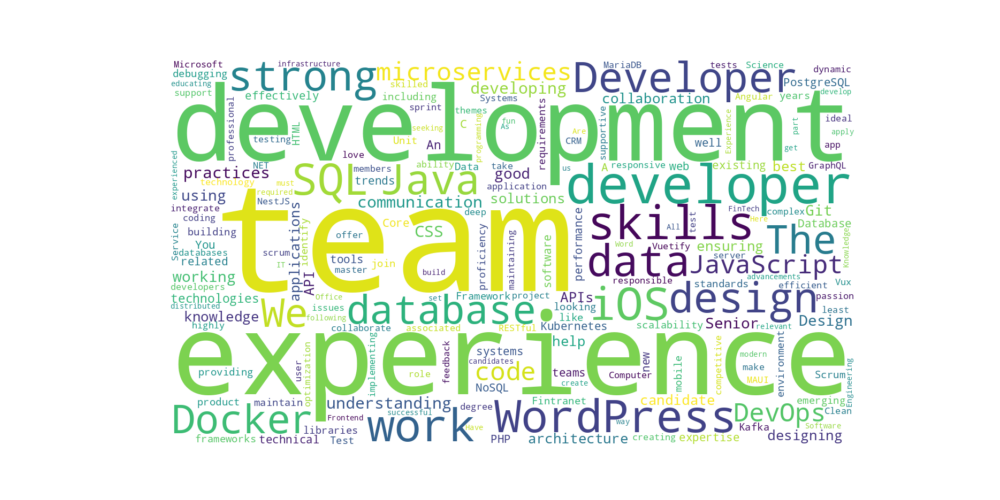 Microsoft
infrastructure
debugging
educating
support
effectively
strong
microservices
skilled
developing
including
Systems
sprint
Developer
MariaDB
tests
Science
dynamic
PostgreSQL
Angular
years
collaboration
development
professional
HTML
testing
Unit
themes
C
An
programming
fun
As
requirements
supportive
CRM
Are
Experience
part
ideal
app
apply
develop
seeking
experienced
practices
.NET
technology
must
required
NestJS
SQL
Java
love
members
trends
ability
Data
take
good
application
communication
solutions
us
A
responsive
web
well
existing
best
get
GraphQL
developer
complex
Git
Database
using
integrate
coding
building
Service
You
databases
related
scrum
IT
working
developers
technologies
distributed
knowledge
highly
applications
API
identify
offer
tools
master
Core
CSS
join
deep
build
team
proficiency
maintaining
software
performance
skills
test
All
FinTech
Here
The
Knowledge
data
Word
Vuetify
ensuring
server
JavaScript
advancements
responsible
standards
efficient
Vux
passion
least
We
Office
following
issues
set
Framework
project
database
iOS
APIs
looking
like
design
collaborate
associated
RESTful
Kubernetes
scalability
Senior
relevant
Design
experience
providing
user
optimization
implementing
role
feedback
systems
candidates
code
NoSQL
help
teams
create
new
Computer
mobile
competitive
modern
make
MAUI
environment
Scrum
emerging
Clean
Engineering
product
maintain
Docker
understanding
successful
degree
Fintranet
candidate
DevOps
frameworks
technical
libraries
Frontend
Test
work
Have
WordPress
PHP
architecture
Way
creating
expertise
Kafka
Software
designing